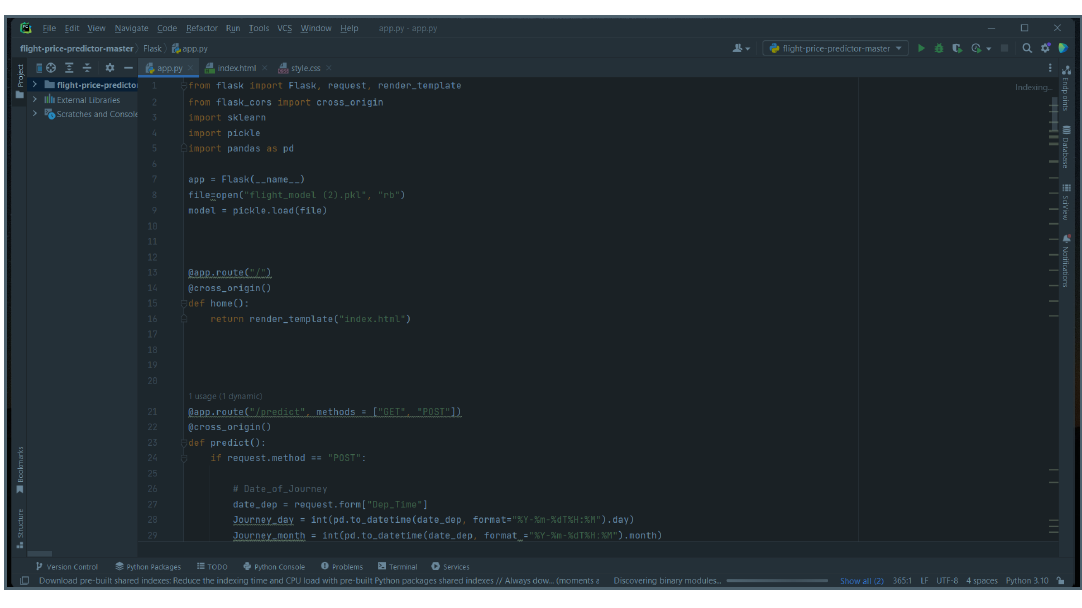 File Edit View Navigate Code Refactor Run Tools VCS Window Help app.py - app.py
flight-price-predictor-master Flask app.py flight-price-predictor-master
Project
app.py index.html style.css
flight-price-predictor
External Libraries
Scratches and Console
Indexing...
1 from flask import Flask, request, render_template
2 from flask_cors import cross_origin
3 import sklearn
4 import pickle
5 import pandas as pd
6
7 app = Flask(__name__)
8 file=open("flight_model (2).pkl", "rb")
9 model = pickle.load(file)
10
11
12
13 @app.route("/")
14 @cross_origin()
15 def home():
16 return render_template("index.html")
17
18
19
20
1 usage (1 dynamic)
21 @app.route("/predict", methods = ["GET", "POST"])
22 @cross_origin()
23 def predict():
24 if request.method == "POST":
25
26 # Date_of_Journey
27 date_dep = request.form["Dep_Time"]
28 Journey_day = int(pd.to_datetime(date_dep, format="%Y-%m-%dT%H:%M").day)
29 Journey_month = int(pd.to_datetime(date_dep, format ="%Y-%m-%dT%H:%M").month)
Endpoints
Database
SciView
Notifications
Bookmarks
Structure
Version Control Python Packages TODO Python Console Problems Terminal Services
Download pre-built shared indexes: Reduce the indexing time and CPU load with pre-built Python packages shared indexes // Always dow... (moments a Discovering binary modules... Show all (2) 365:1 LF UTF-8 4 spaces Python 3.10